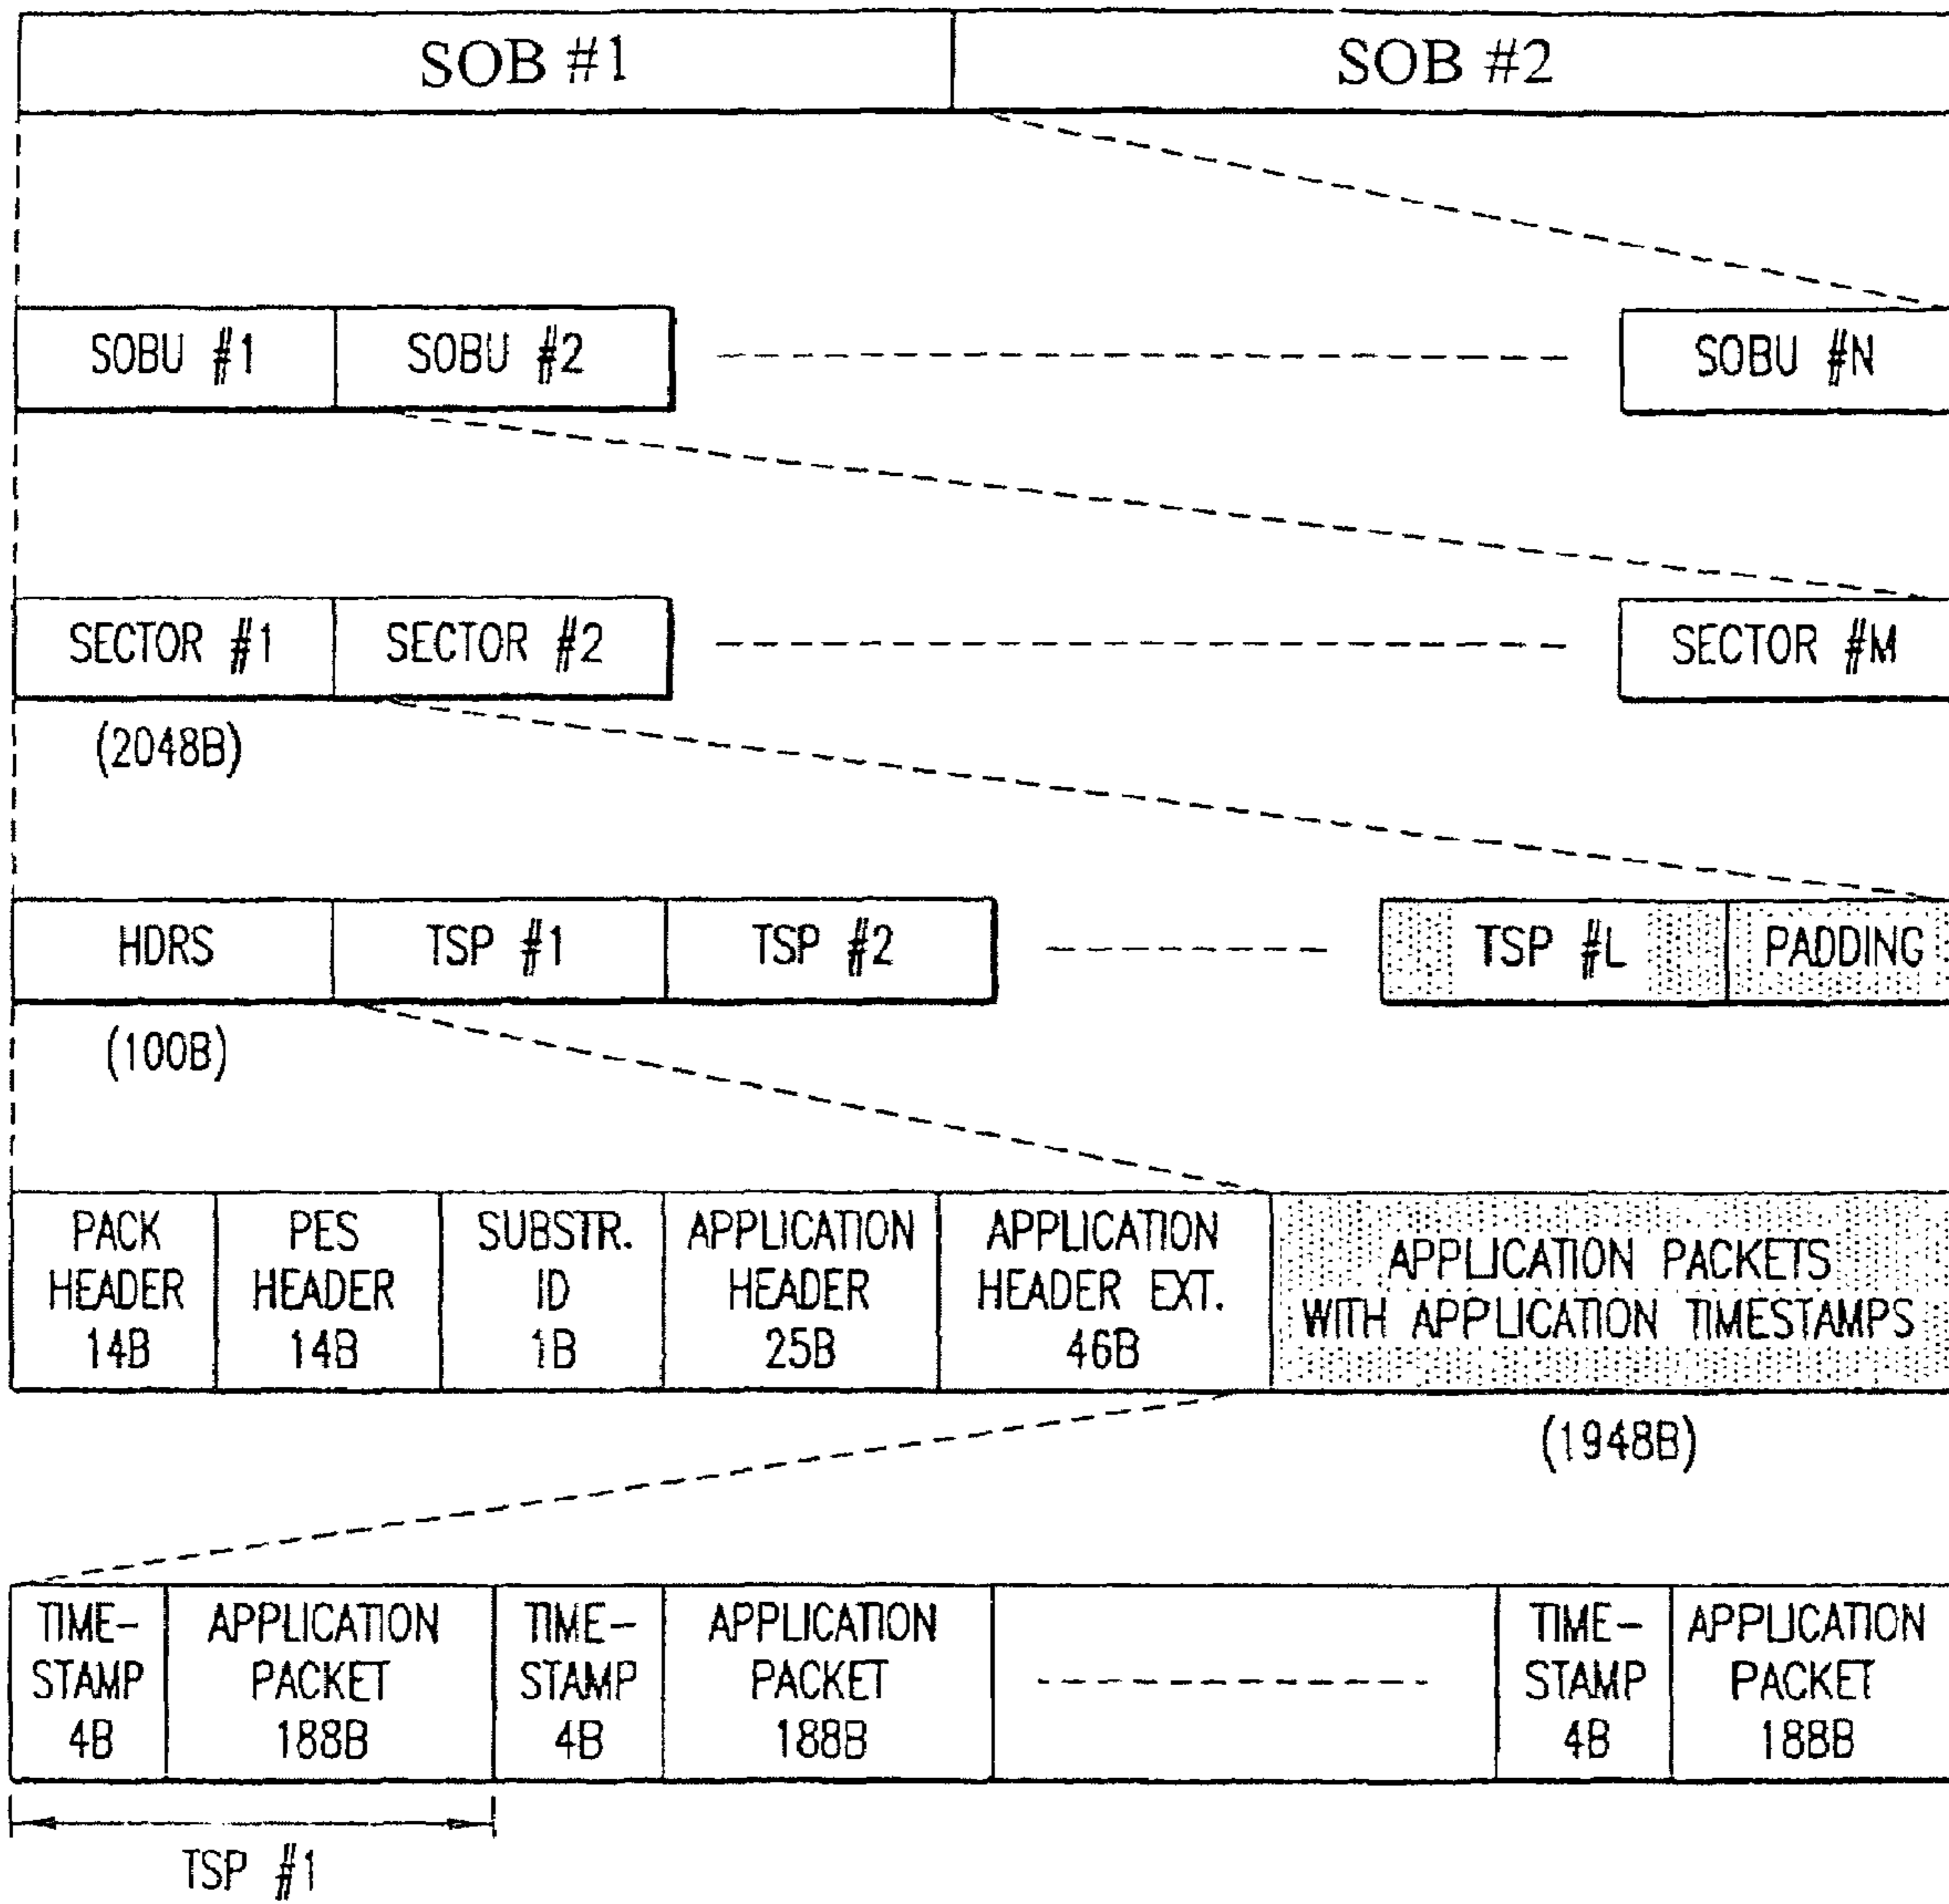 SOB #1
SOB #2
SOBU #1
SOBU #2
SOBU #N
SECTOR #1
SECTOR #2
SECTOR #M
(2048B)
HDRS
TSP #1
TSP #2
TSP #L
PADDING
(100B)
PACK
HEADER
14B
PES
HEADER
14B
SUBSTR.
ID
1B
APPLICATION
HEADER
25B
APPLICATION
HEADER EXT.
46B
APPLICATION PACKETS
WITH APPLICATION TIMESTAMPS
(1948B)
TIME-
STAMP
4B
APPLICATION
PACKET
188B
TIME-
STAMP
4B
APPLICATION
PACKET
188B
TIME-
STAMP
4B
APPLICATION
PACKET
188B
TSP #1